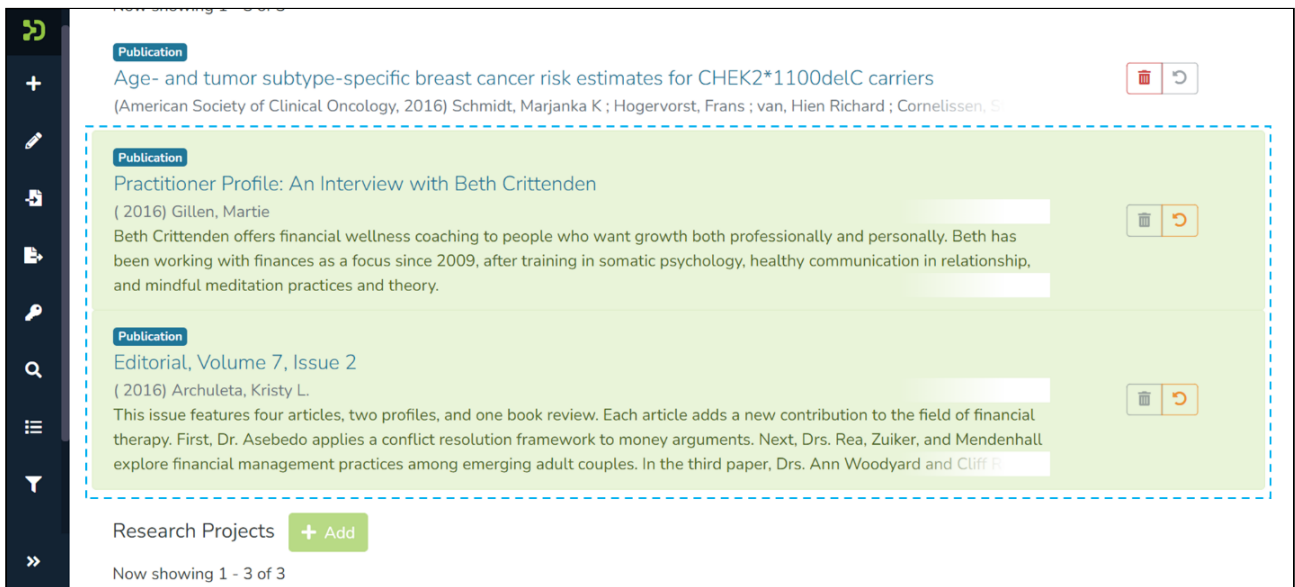 Now showing 1 - 3 of 3
Publication
Age- and tumor subtype-specific breast cancer risk estimates for CHEK2*1100delC carriers
(American Society of Clinical Oncology, 2016) Schmidt, Marjanka K ; Hogervorst, Frans ; van, Hien Richard ; Cornelissen,
Publication
Practitioner Profile: An Interview with Beth Crittenden
( 2016) Gillen, Martie
Beth Crittenden offers financial wellness coaching to people who want growth both professionally and personally. Beth has
been working with finances as a focus since 2009, after training in somatic psychology, healthy communication in relationship,
and mindful meditation practices and theory.
Publication
Editorial, Volume 7, Issue 2
( 2016) Archuleta, Kristy L.
This issue features four articles, two profiles, and one book review. Each article adds a new contribution to the field of financial
therapy. First, Dr. Asebedo applies a conflict resolution framework to money arguments. Next, Drs. Rea, Zuiker, and Mendenhall
explore financial management practices among emerging adult couples. In the third paper, Drs. Ann Woodyard and Cliff
Research Projects + Add
Now showing 1 - 3 of 3